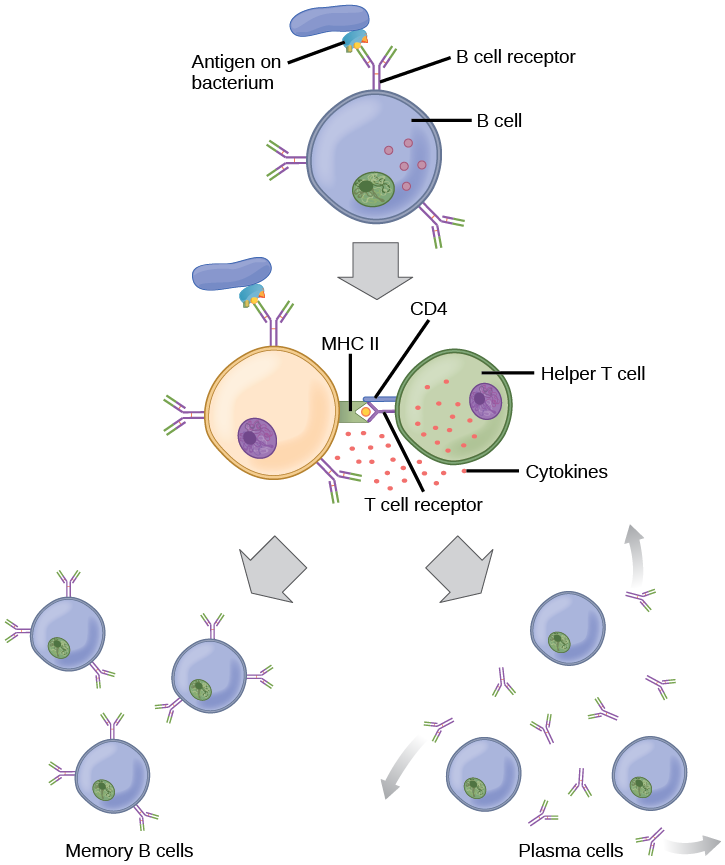 Antigen on
bacterium
B cell receptor
B cell
CD4
MHC II
Helper T cell
Cytokines
T cell receptor
Memory B cells
Plasma cells